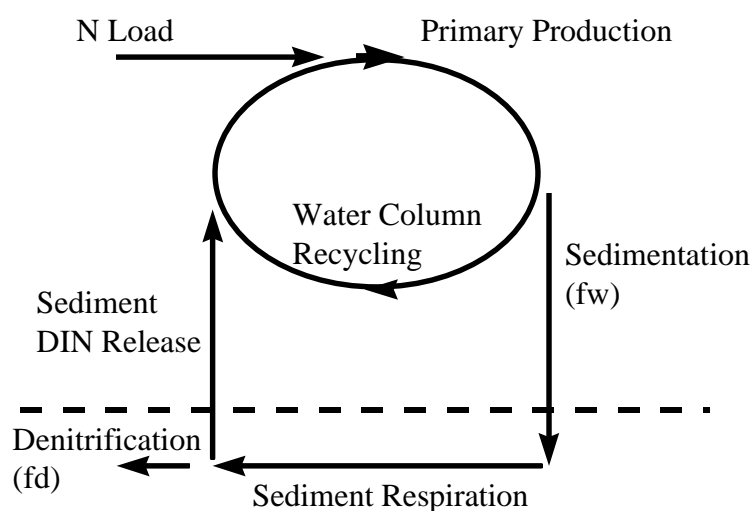 N Load
Primary Production
Water Column
Recycling
Sedimentation
(fw)
Sediment
DIN Release
Denitrification
(fd)
Sediment Respiration